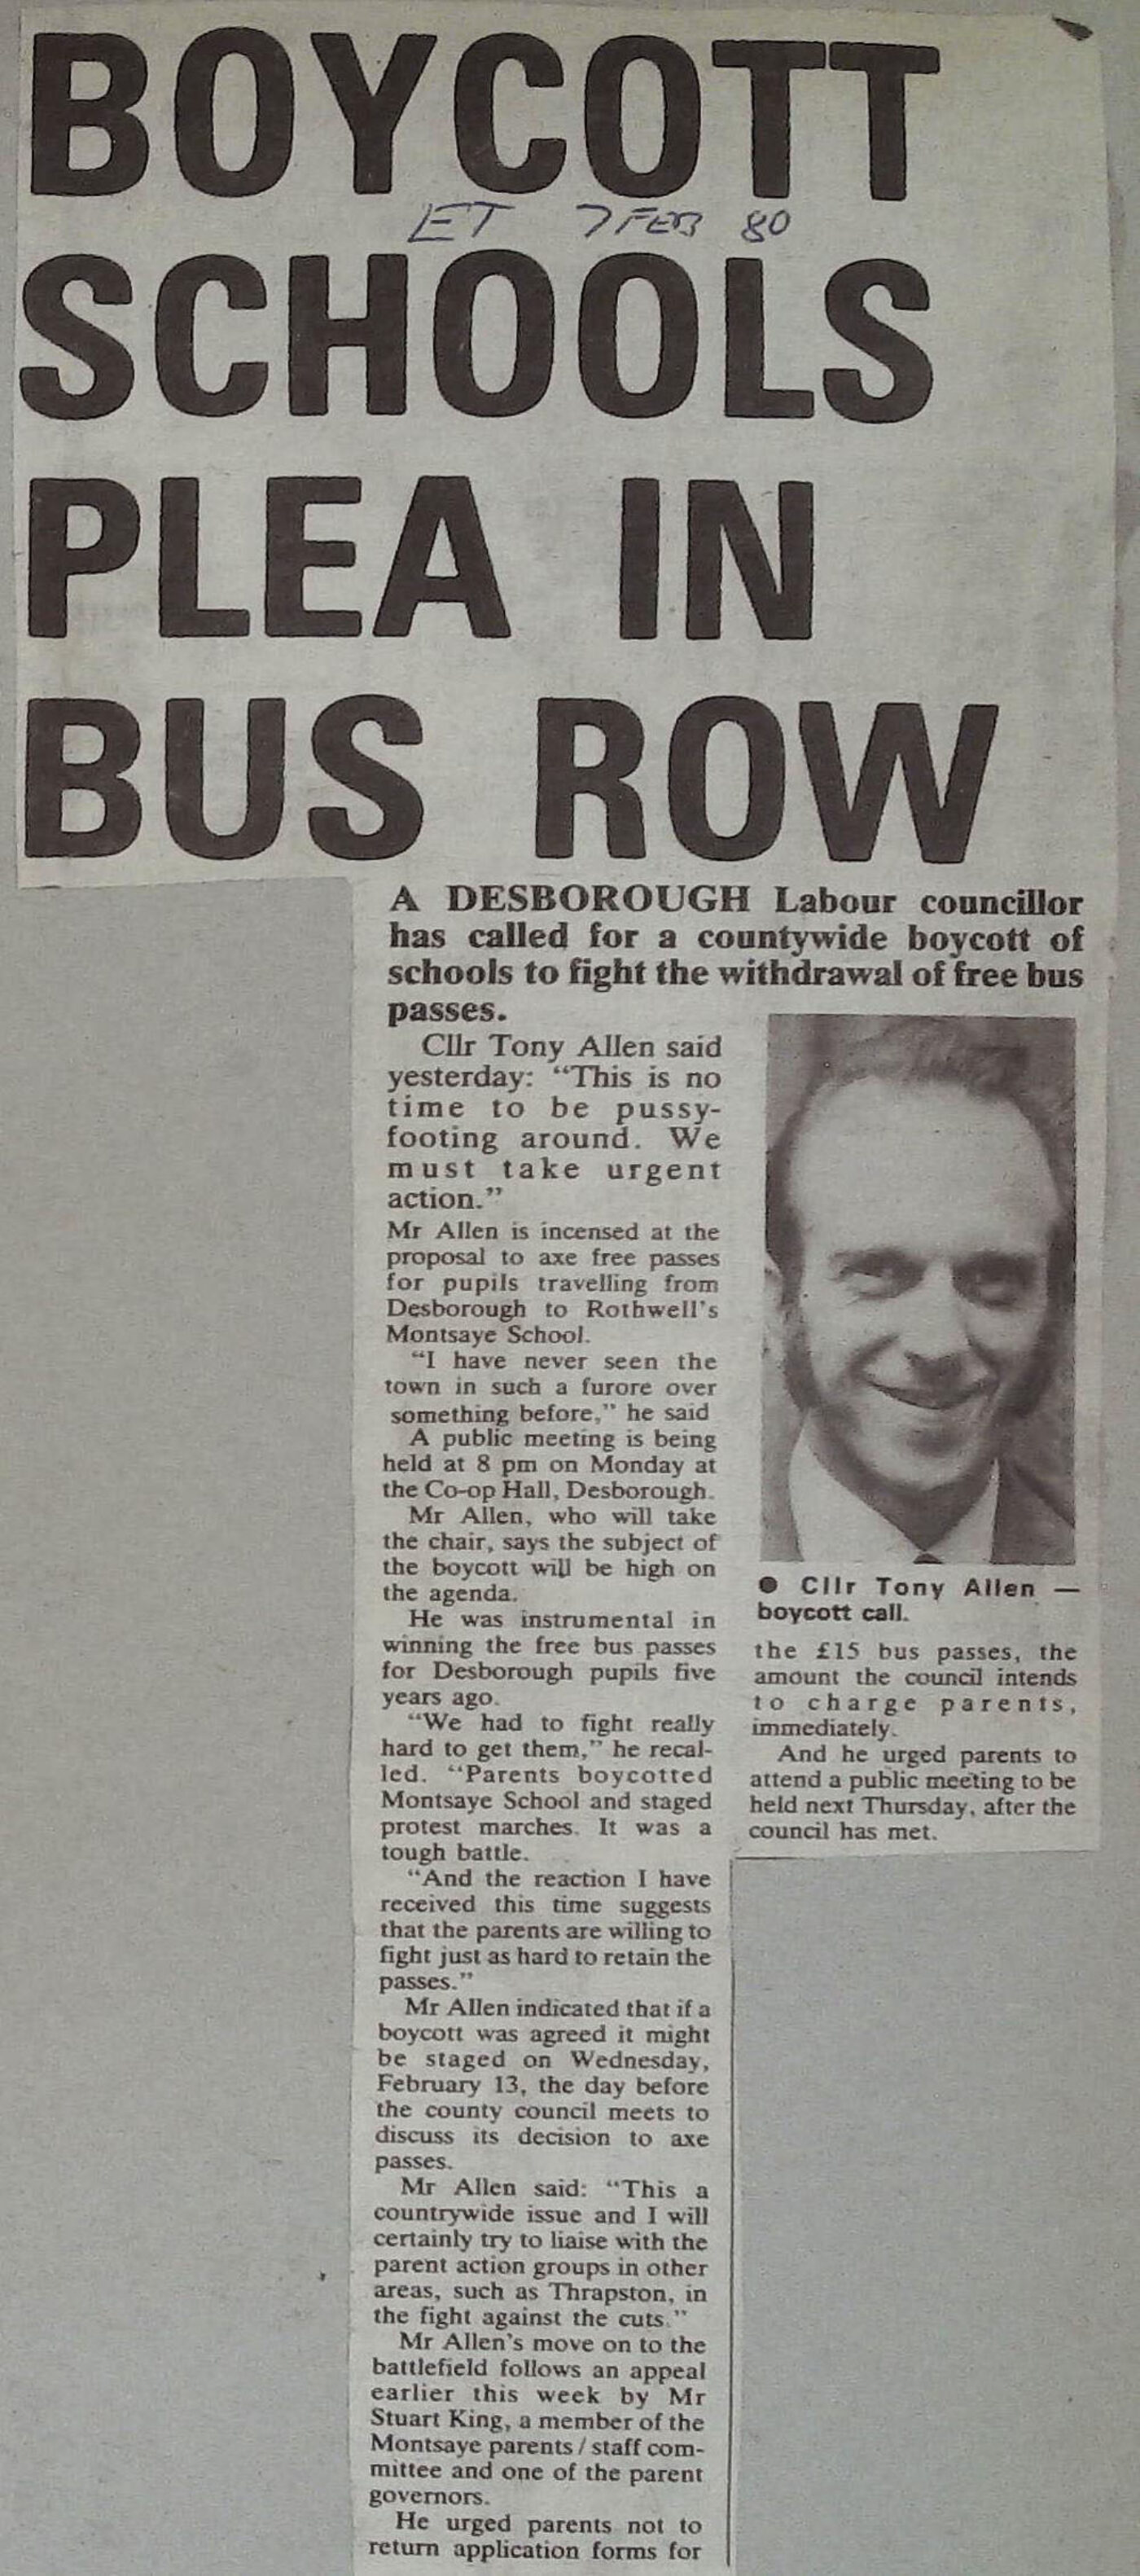 BOYCOTT
ET 7 FEB 80
SCHOOLS
PLEA IN
BUS ROW
A DESBOROUGH Labour councillor
has called for a countywide boycott of
schools to fight the withdrawal of free bus
passes.
Cllr Tony Allen said
yesterday: “This is no
time to be pussy-
footing around. We
must take urgent
action.”
Mr Allen is incensed at the
proposal to axe free passes
for pupils travelling from
Desborough to Rothwell's
Montsaye School.
“I have never seen the
town in such a furore over
something before,” he said
A public meeting is being
held at 8 pm on Monday at
the Co-op Hall, Desborough.
Mr Allen, who will take
the chair, says the subject of
the boycott will be high on
the agenda.
He was instrumental in
winning the free bus passes
for Desborough pupils five
years ago.
“We had to fight really
hard to get them,” he recal-
led. “Parents boycotted
Montsaye School and staged
protest marches. It was a
tough battle.
“And the reaction I have
received this time suggests
that the parents are willing to
fight just as hard to retain the
passes.”
Mr Allen indicated that if a
boycott was agreed it might
be staged on Wednesday,
February 13, the day before
the county council meets to
discuss its decision to axe
passes.
Mr Allen said: “This a
countrywide issue and I will
certainly try to liaise with the
parent action groups in other
areas, such as Thrapston, in
the fight against the cuts.”
Mr Allen's move on to the
battlefield follows an appeal
earlier this week by Mr
Stuart King, a member of the
Montsaye parents / staff com-
mittee and one of the parent
governors.
He urged parents not to
return application forms for
● Cllr Tony Allen —
boycott call.
the £15 bus passes, the
amount the council intends
to charge parents,
immediately.
And he urged parents to
attend a public meeting to be
held next Thursday, after the
council has met.